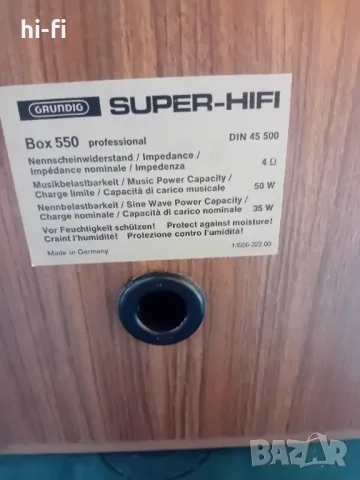 hi-fi
GRUNDIG SUPER-HIFI
Box 550 professional DIN 45 500
Nennscheinwiderstand / Impedance /
Impédance nominale / Impedenza 4 Ω
Musikbelastbarkeit / Music Power Capacity /
Charge limite / Capacità di carico musicale 50 W
Nennbelastbarkeit / Sine Wave Power Capacity /
Charge nominale / Capacità di carico nominale 35 W
Vor Feuchtigkeit schützen! Protect against moisture!
Craint l'humidité! Protezione contro l'umidità!
Made in Germany 13556-322.00
BAZAR